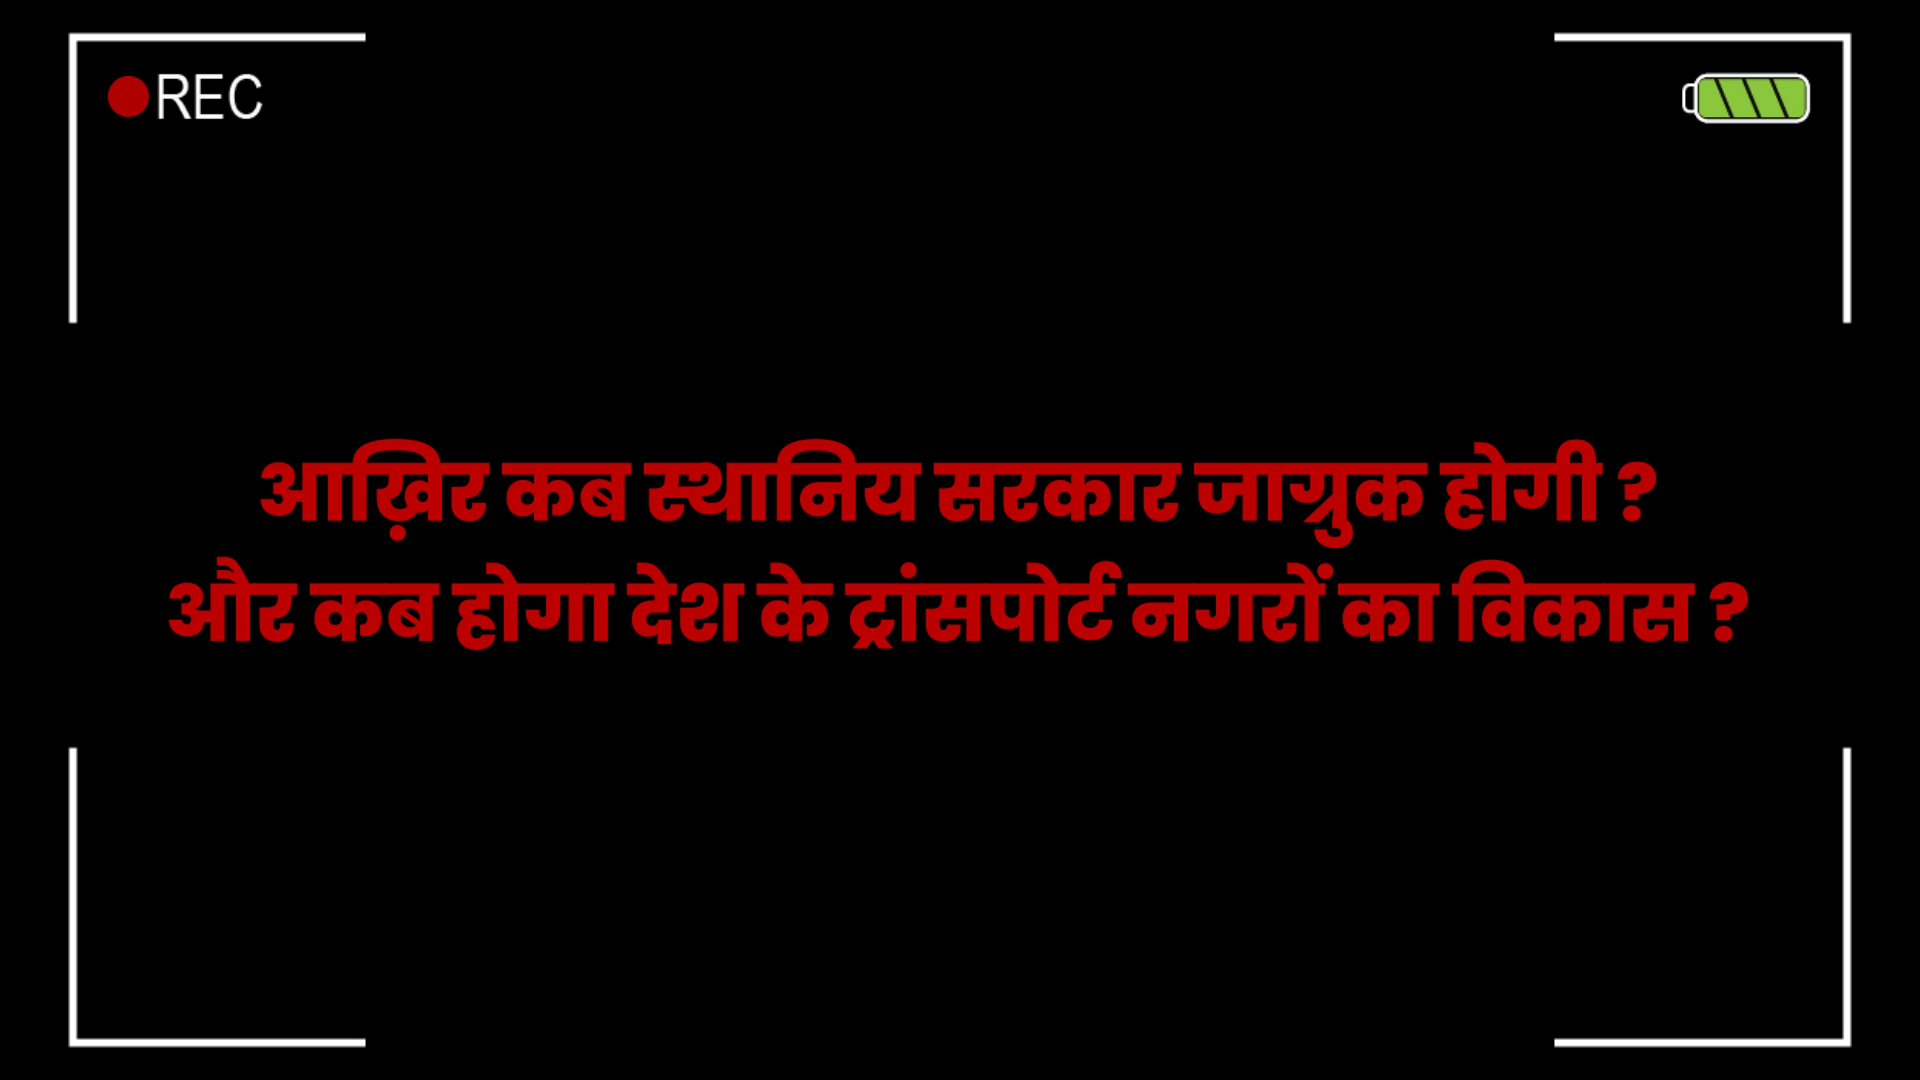 REC
आख़िर कब स्थानिय सरकार जाग्रुक होगी ?
और कब होगा देश के ट्रांसपोर्ट नगरों का विकास ?